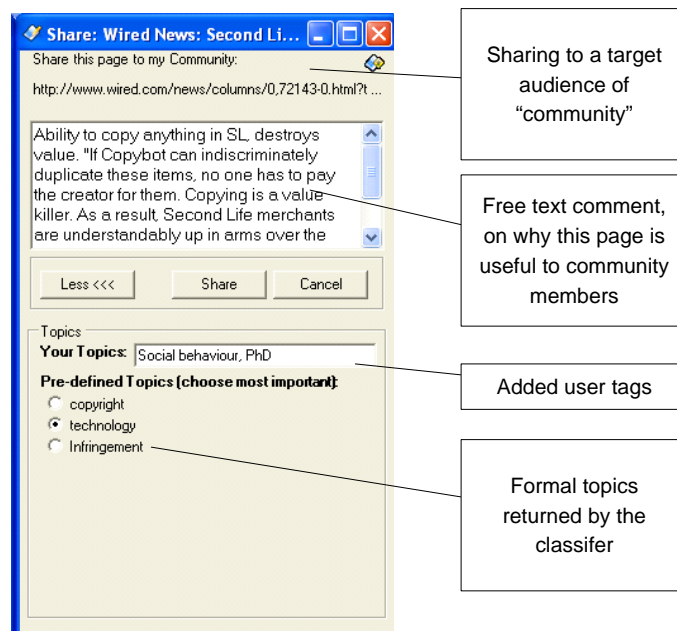 Share: Wired News: Second Li...
Share this page to my Community:
http://www.wired.com/news/columns/0,72143-0.html?t ...
Ability to copy anything in SL, destroys
value. "If Copybot can indiscriminately
duplicate these items, no one has to pay
the creator for them. Copying is a value
killer. As a result, Second Life merchants
are understandably up in arms over the
Less <<<
Share
Cancel
Topics
Your Topics: Social behaviour, PhD
Pre-defined Topics (choose most important):
copyright
technology
Infringement
Sharing to a target
audience of
“community”
Free text comment,
on why this page is
useful to community
members
Added user tags
Formal topics
returned by the
classifer